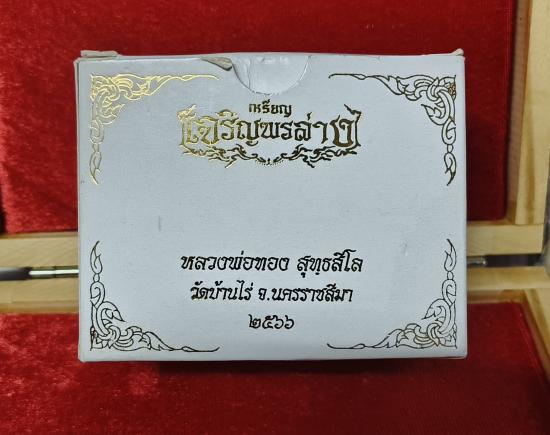 เหรียญ
เจริญพรล่าง
หลวงพ่อทอง สุทฺธสีโล
วัดบ้านไร่ จ.นครราชสีมา
๒๕๖๖